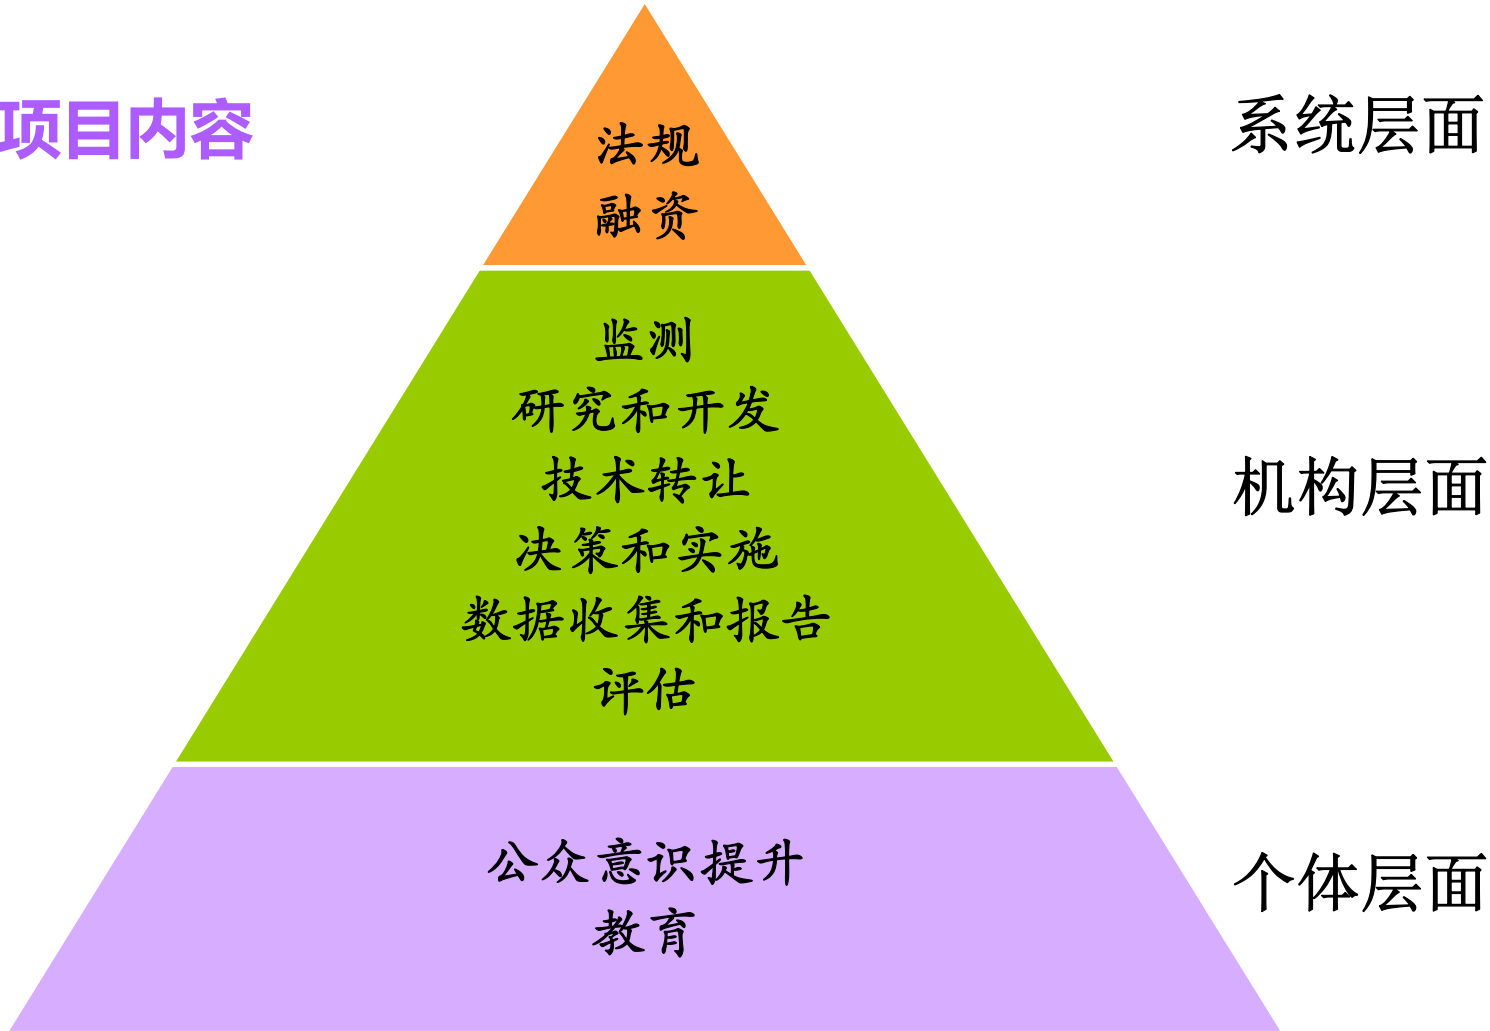 项目内容
系统层面
法规
融资
监测
研究和开发
技术转让
决策和实施
数据收集和报告
评估
机构层面
公众意识提升
教育
个体层面